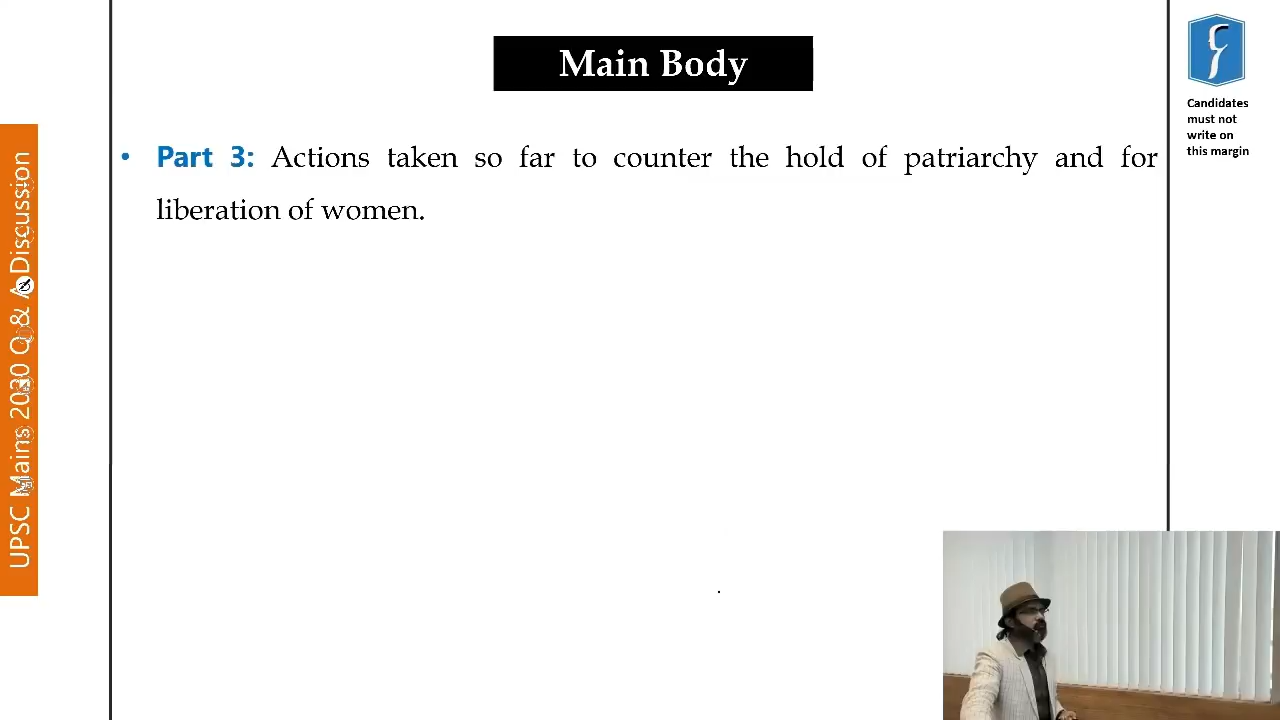 Main Body
• Part 3: Actions taken so far to counter the hold of patriarchy and for
liberation of women.
Candidates
must not
write on
this margin
UPSC Mains 2020 Q & A Discussion